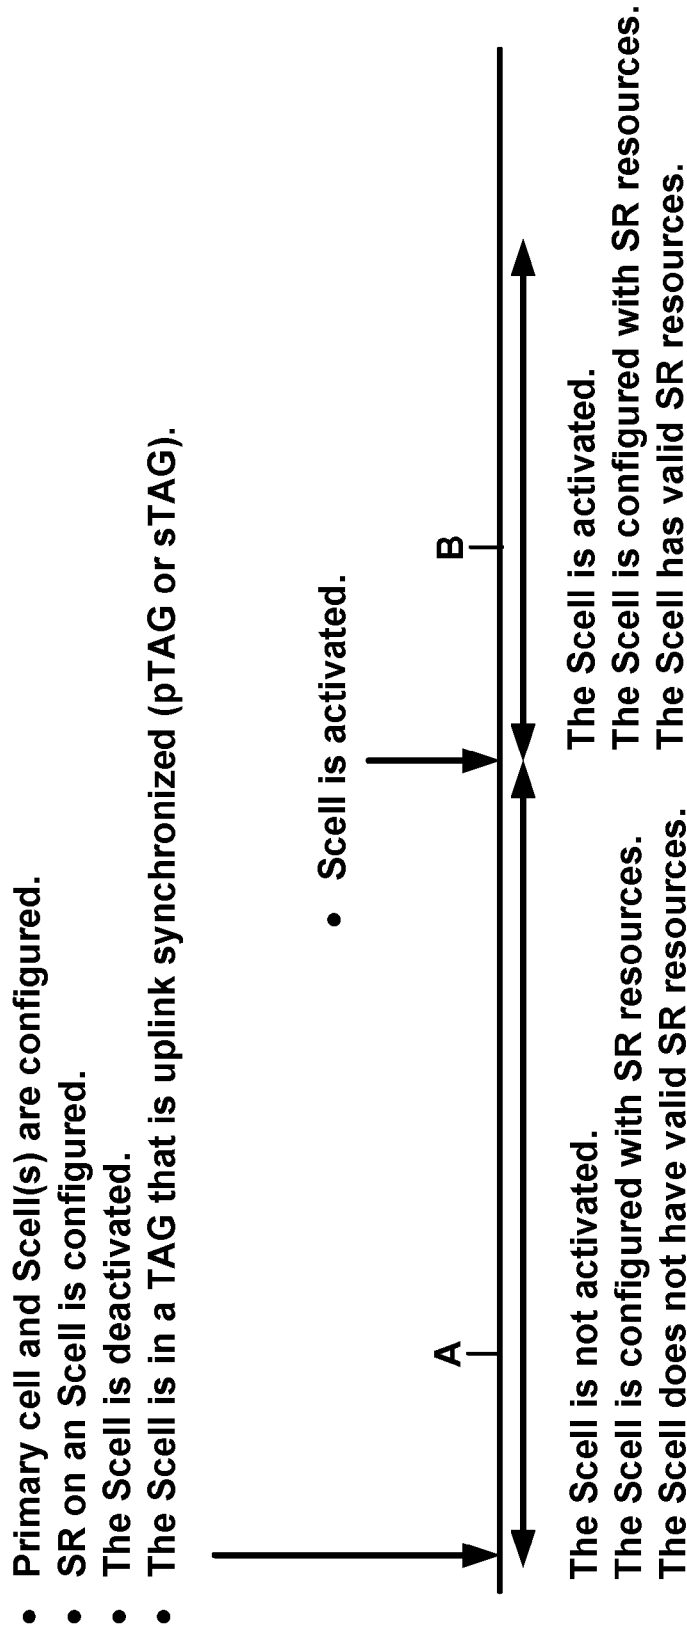 • Primary cell and Scell(s) are configured.
• SR on an Scell is configured.
• The Scell is deactivated.
• The Scell is in a TAG that is uplink synchronized (pTAG or sTAG).
• Scell is activated.
A
B
The Scell is not activated.
The Scell is configured with SR resources.
The Scell does not have valid SR resources.
The Scell is activated.
The Scell is configured with SR resources.
The Scell has valid SR resources.